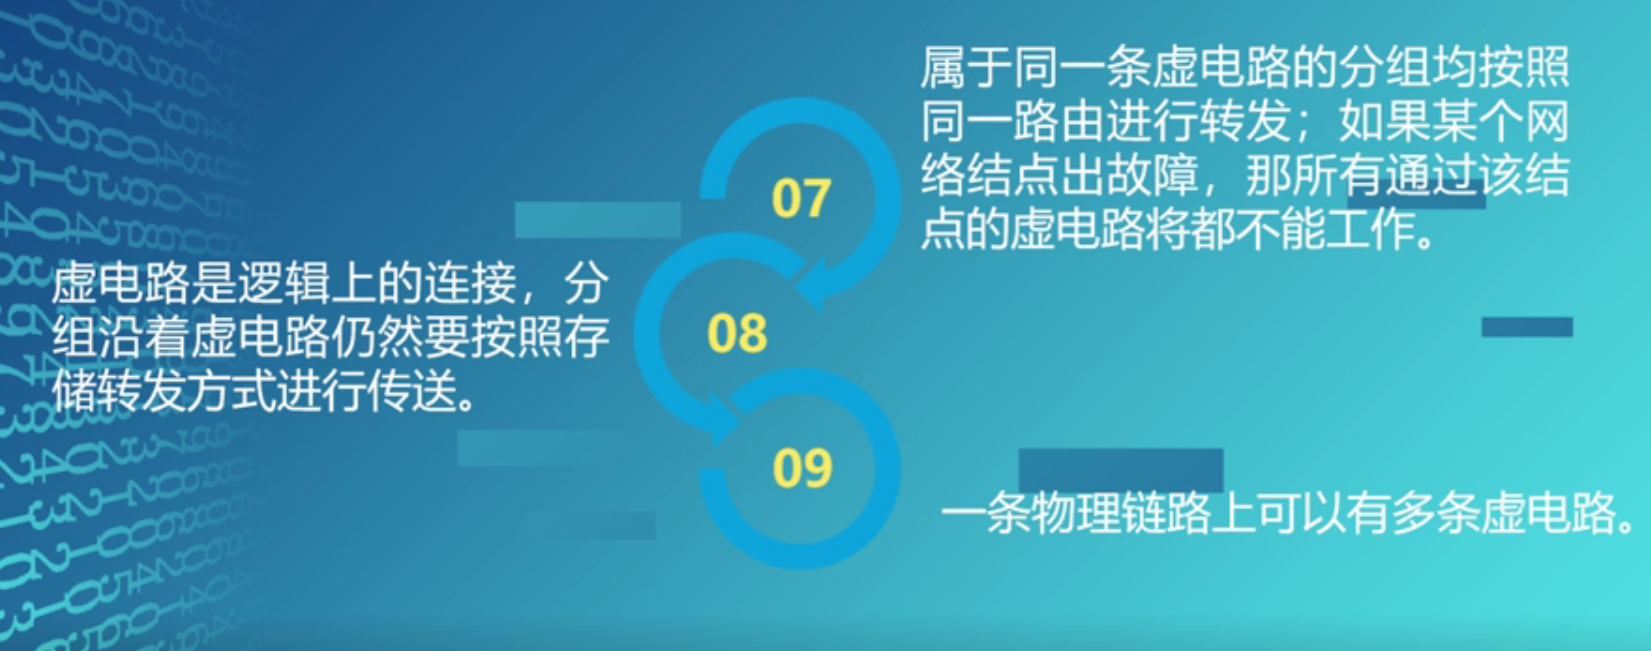 07
属于同一条虚电路的分组均按照
同一路由进行转发；如果某个网
络结点出故障，那所有通过该结
点的虚电路将都不能工作。
08
虚电路是逻辑上的连接，分
组沿着虚电路仍然要按照存
储转发方式进行传送。
09
一条物理链路上可以有多条虚电路。